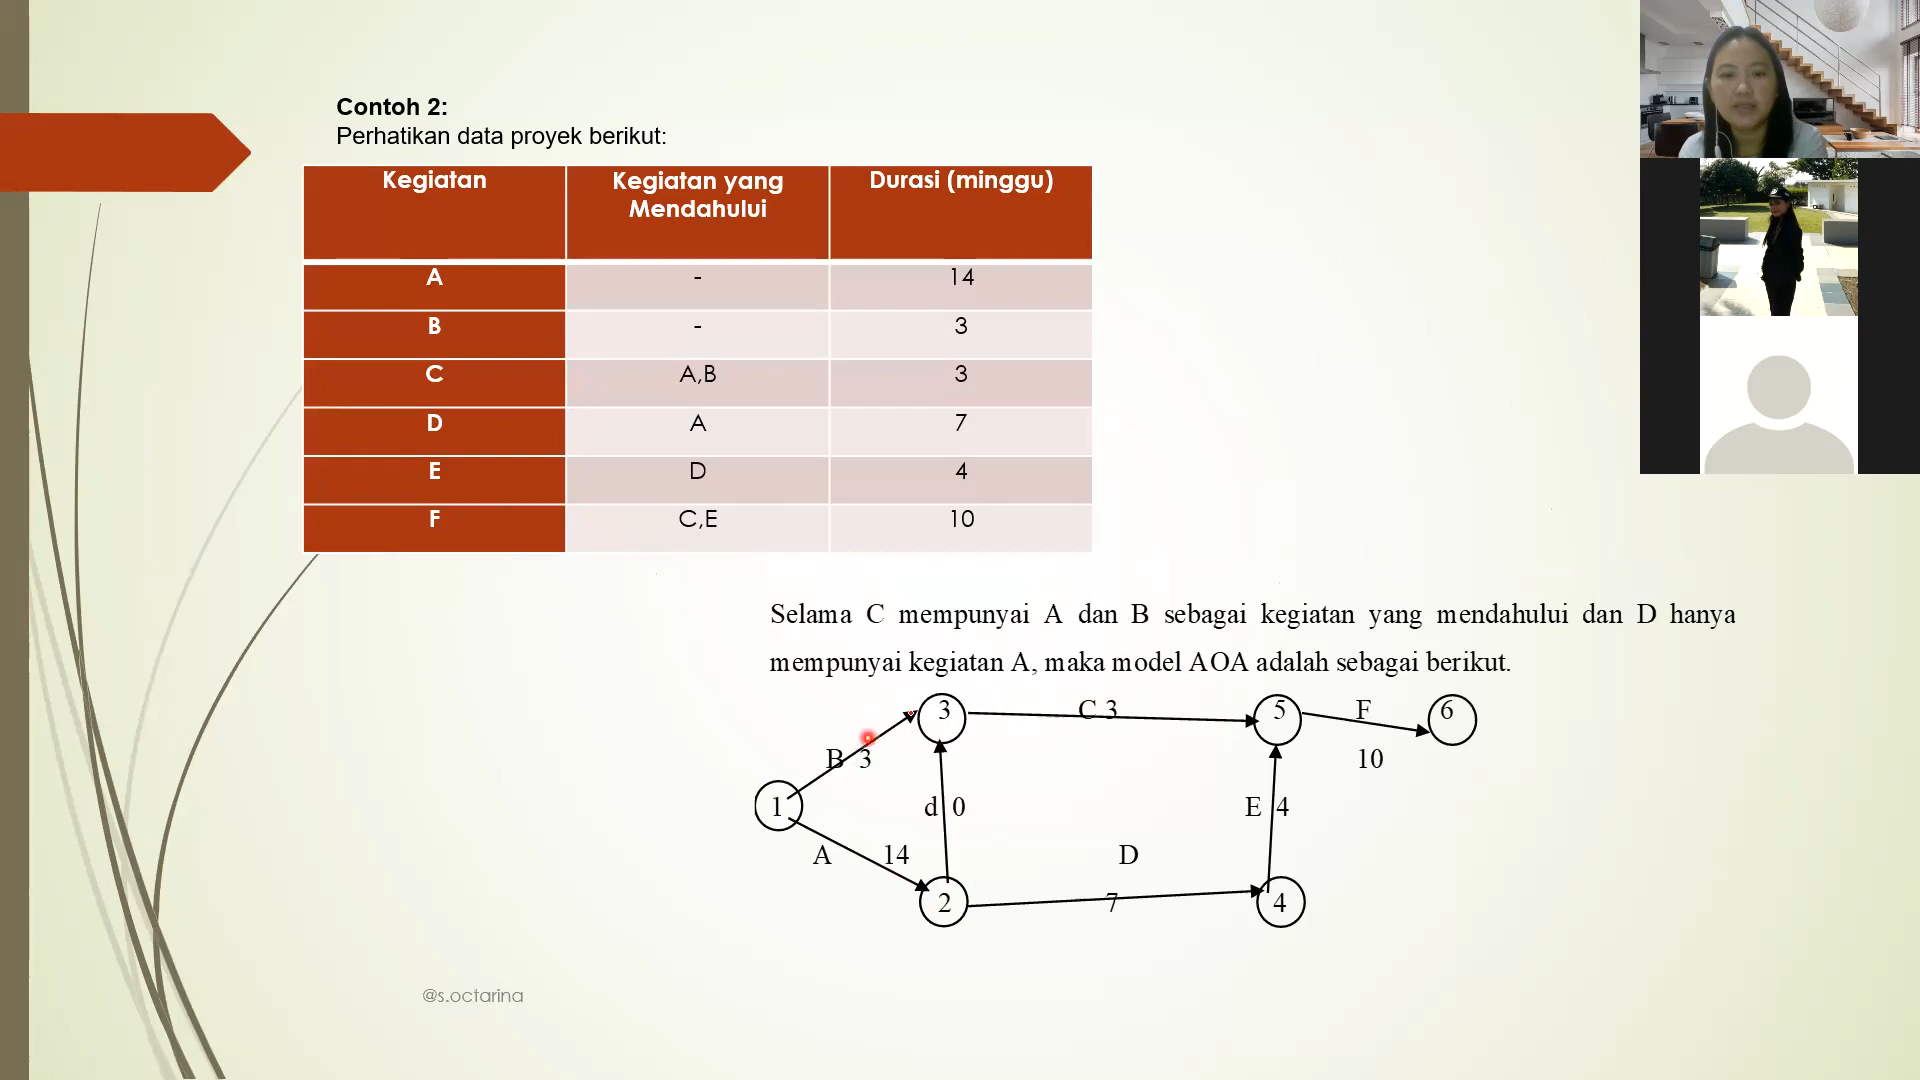 Contoh 2:
Perhatikan data proyek berikut:
Kegiatan
Kegiatan yang
Mendahului
Durasi (minggu)
A - 14
B - 3
C A,B 3
D A 7
E D 4
F C,E 10
Selama C mempunyai A dan B sebagai kegiatan yang mendahului dan D hanya
mempunyai kegiatan A, maka model AOA adalah sebagai berikut.
3 C 3 5 F 6
B 3 10
1 d 0 E 4
A 14 D
2 7 4
@s.octarina